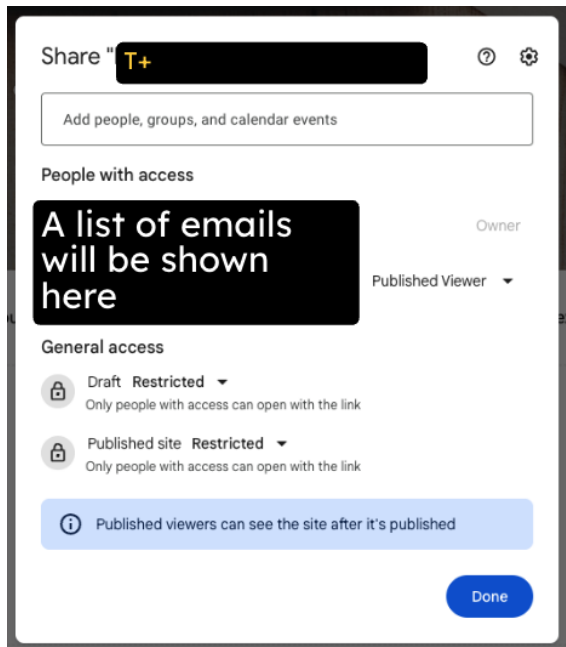 Share "
T+
Add people, groups, and calendar events
People with access
A list of emails
will be shown
here
Owner
Published Viewer
General access
Draft Restricted
Only people with access can open with the link
Published site Restricted
Only people with access can open with the link
Published viewers can see the site after it's published
Done